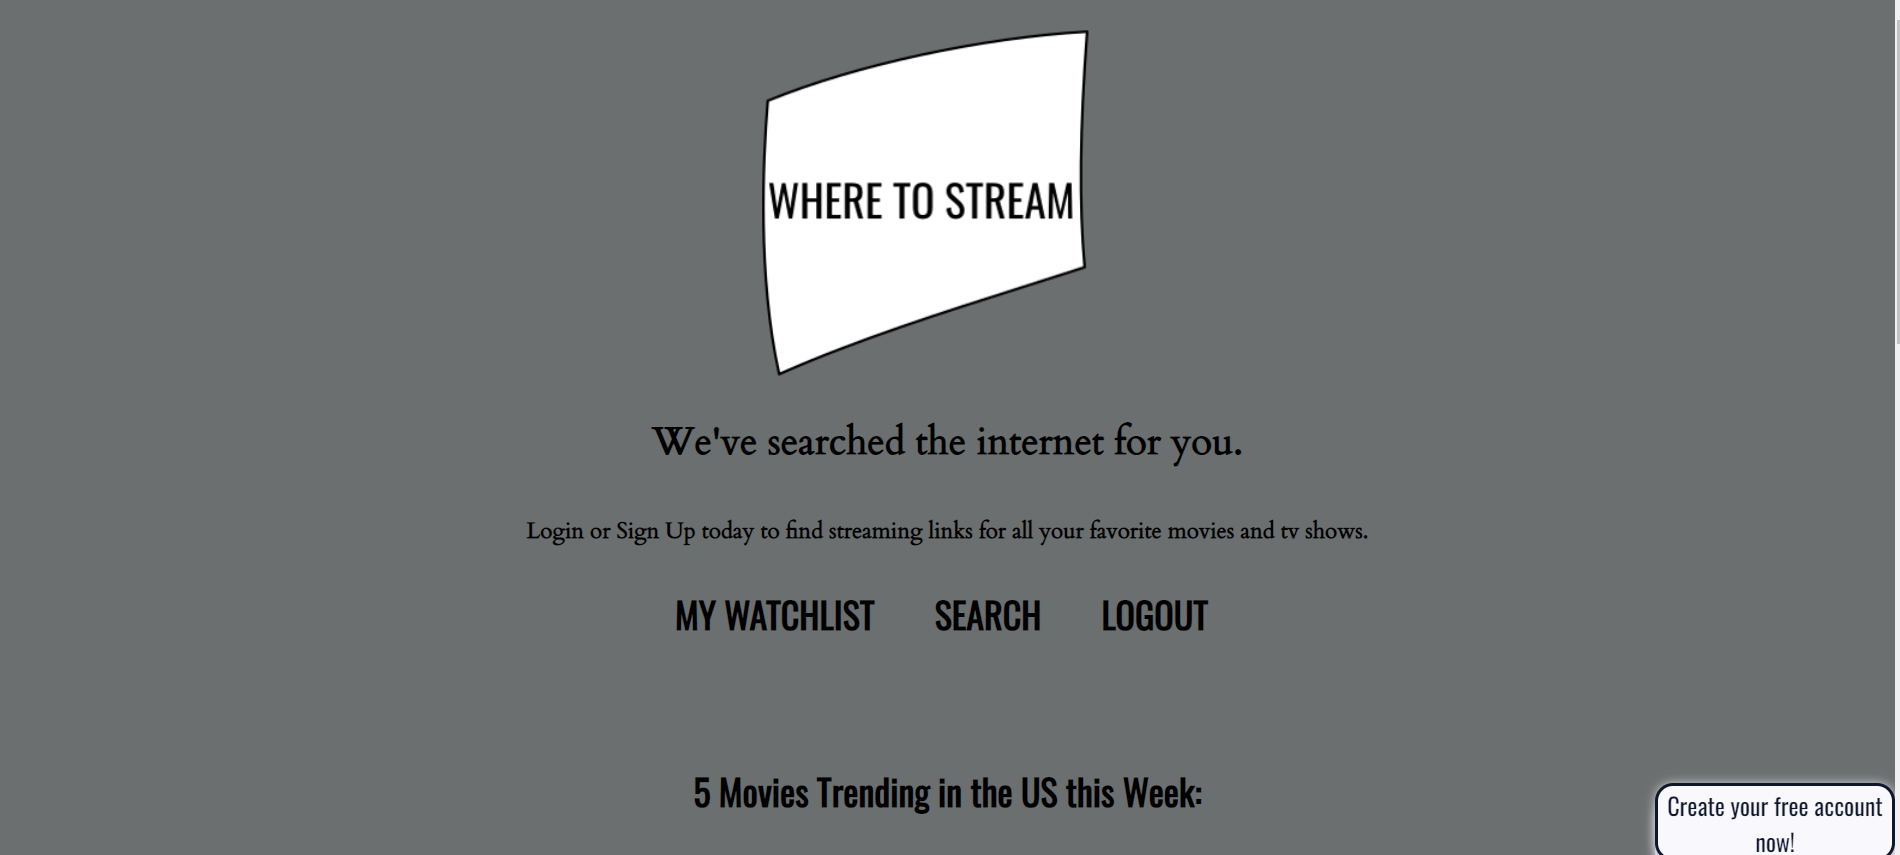 WHERE TO STREAM
We've searched the internet for you.
Login or Sign Up today to find streaming links for all your favorite movies and tv shows.
MY WATCHLIST SEARCH LOGOUT
5 Movies Trending in the US this Week:
Create your free account
now!